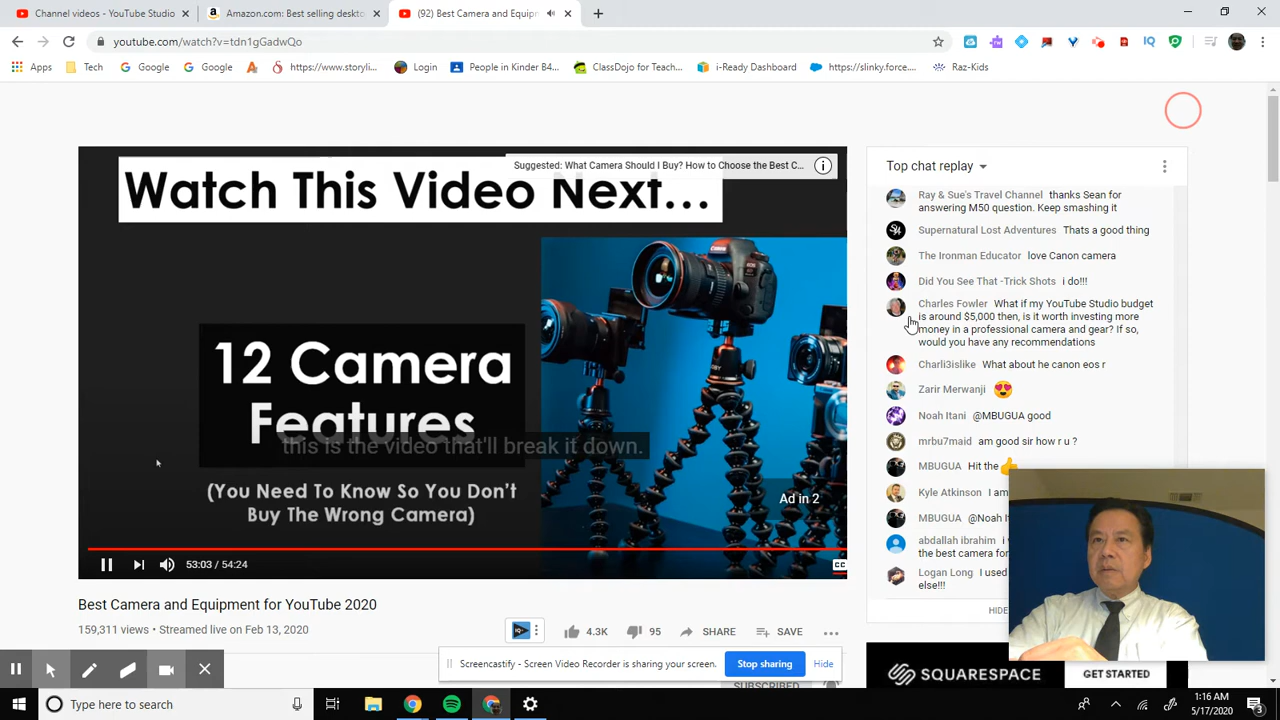 Channel videos - YouTube Studio
Amazon.com: Best selling deskto
(92) Best Camera and Equipm
youtube.com/watch?v=tdn1gGadwQo
Apps
Tech
Google
Google
https://www.storyli...
Login
People in Kinder B4...
ClassDojo for Teach...
i-Ready Dashboard
https://slinky.force....
Raz-Kids
Watch This Video Next...
Suggested: What Camera Should I Buy? How to Choose the Best C...
12 Camera
Features
this is the video that'll break it down.
(You Need To Know So You Don't
Buy The Wrong Camera)
Ad in 2
53:03 / 54:24
CC
Best Camera and Equipment for YouTube 2020
159,311 views • Streamed live on Feb 13, 2020
4.3K
95
SHARE
SAVE
SUBSCRIBED
Top chat replay
Ray & Sue's Travel Channel thanks Sean for
answering M50 question. Keep smashing it
Supernatural Lost Adventures Thats a good thing
The Ironman Educator love Canon camera
Did You See That -Trick Shots i do!!!
Charles Fowler What if my YouTube Studio budget
is around $5,000 then, is it worth investing more
money in a professional camera and gear? If so,
would you have any recommendations
Charli3islike What about he canon eos r
Zarir Merwanji 😍
Noah Itani @MBUGUA good
mrbu7maid am good sir how r u ?
MBUGUA Hit the 👍
Kyle Atkinson I am
MBUGUA @Noah It
abdallah ibrahim i
the best camera for
Logan Long I used
else!!!
HIDE
SQUARESPACE
GET STARTED
Screencastify - Screen Video Recorder is sharing your screen.
Stop sharing
Hide
Type here to search
1:16 AM
5/17/2020
3